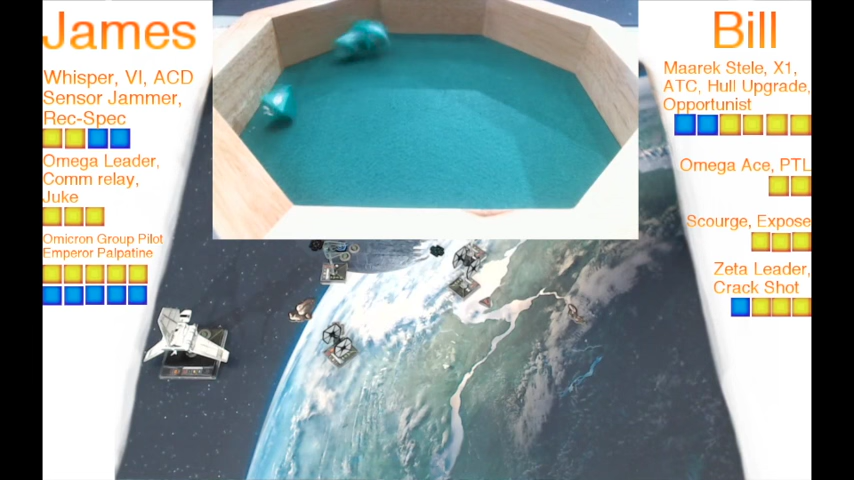 James
Whisper, VI, ACD
Sensor Jammer,
Rec-Spec
Omega Leader,
Comm relay,
Juke
Omicron Group Pilot
Emperor Palpatine
Bill
Maarek Stele, X1,
ATC, Hull Upgrade,
Opportunist
Omega Ace, PTL
Scourge, Expose
Zeta Leader,
Crack Shot